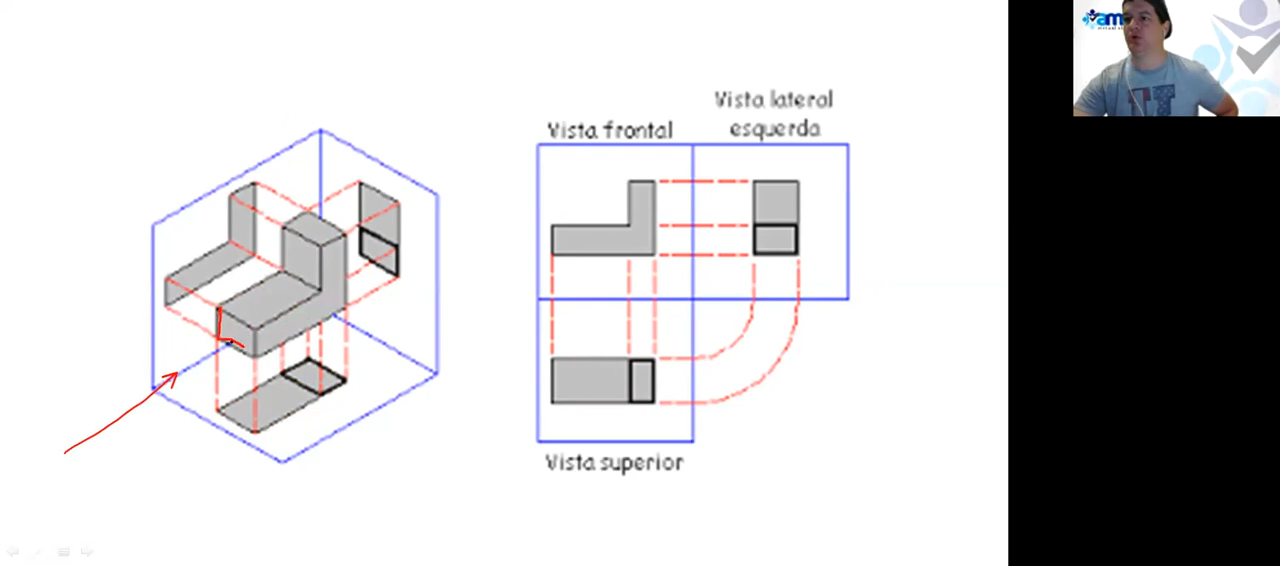 Vista frontal
Vista lateral
esquerda
Vista superior